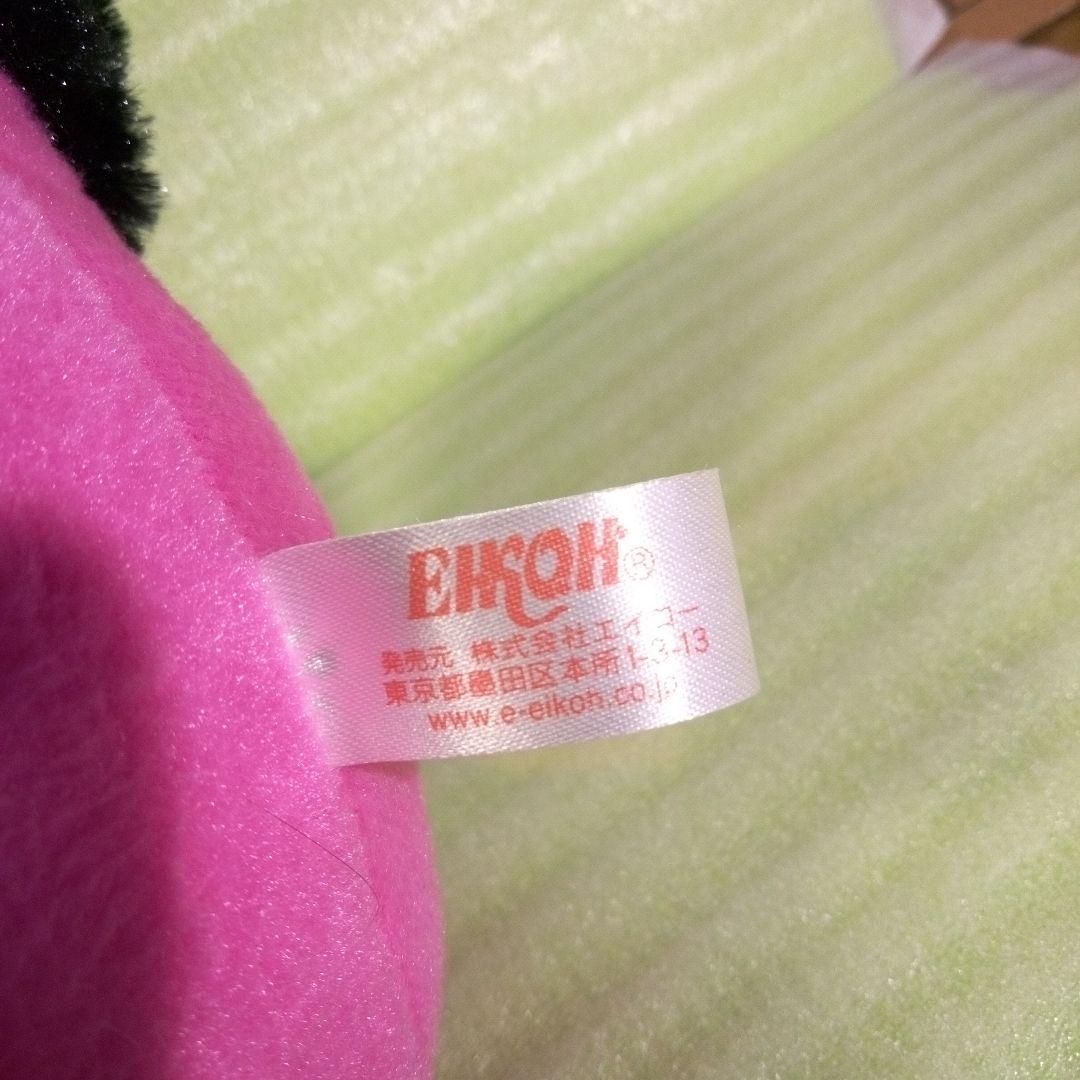 EIKOH®
発売元 株式会社エイコー
東京都墨田区本所1-3-13
www.e-eikoh.co.jp